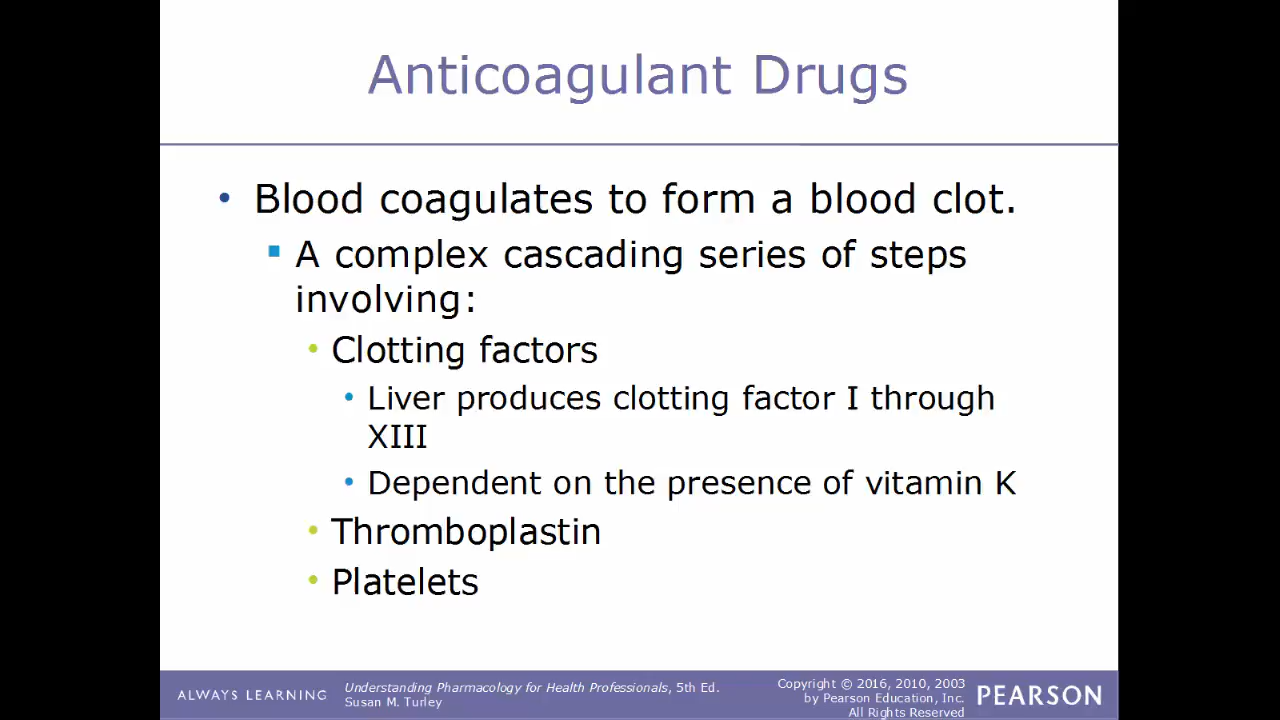 Anticoagulant Drugs
• Blood coagulates to form a blood clot.
▪ A complex cascading series of steps
involving:
• Clotting factors
• Liver produces clotting factor I through
XIII
• Dependent on the presence of vitamin K
• Thromboplastin
• Platelets
ALWAYS LEARNING
Understanding Pharmacology for Health Professionals, 5th Ed.
Susan M. Turley
Copyright © 2016, 2010, 2003
by Pearson Education, Inc.
All Rights Reserved
PEARSON